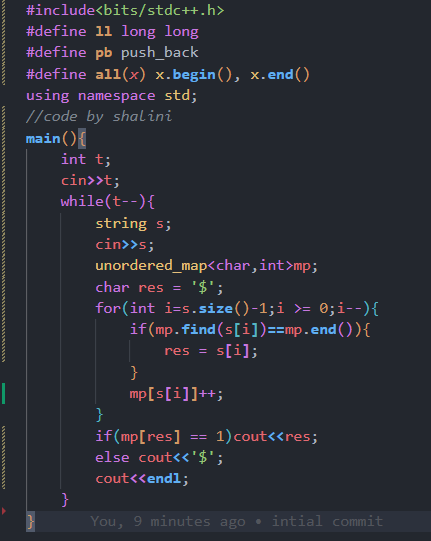 #include<bits/stdc++.h>
#define ll long long
#define pb push_back
#define all(x) x.begin(), x.end()
using namespace std;
//code by shalini
main(){
    int t;
    cin>>t;
    while(t--){
        string s;
        cin>>s;
        unordered_map<char,int>mp;
        char res = '$';
        for(int i=s.size()-1;i >= 0;i--){
            if(mp.find(s[i])==mp.end()){
                res = s[i];
            }
            mp[s[i]]++;
        }
        if(mp[res] == 1)cout<<res;
        else cout<<'$';
        cout<<endl;
    }
}     You, 9 minutes ago • intial commit